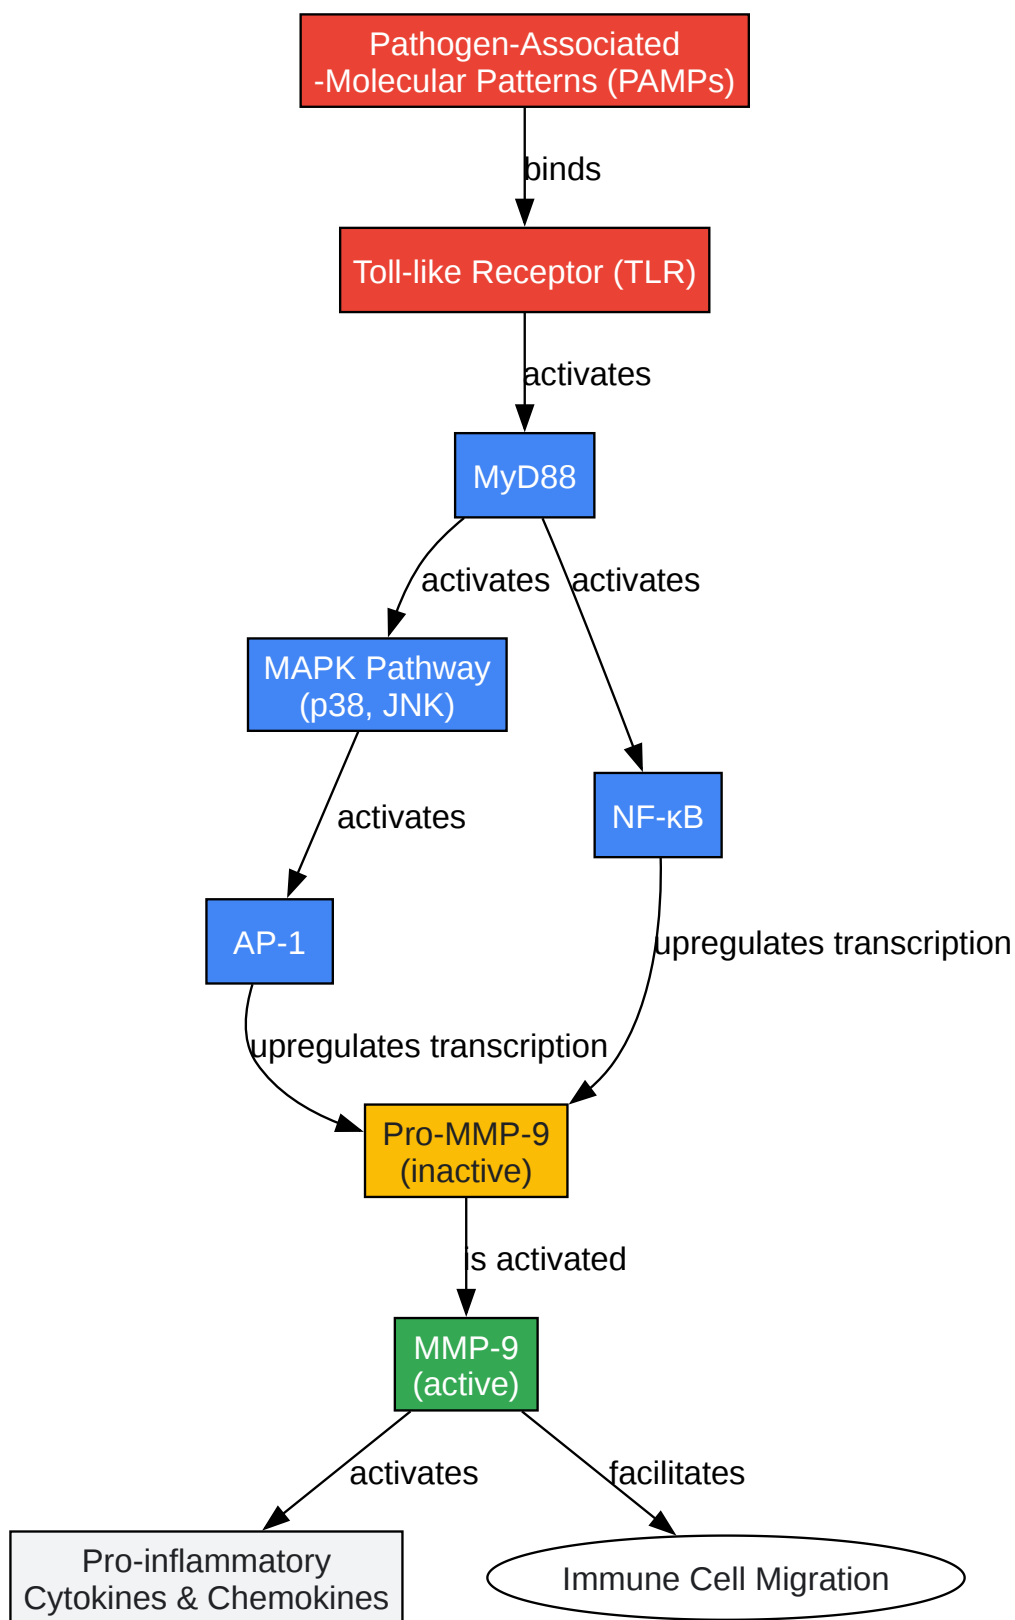 Pathogen-Associated
-Molecular Patterns (PAMPs)
binds
Toll-like Receptor (TLR)
activates
MyD88
activates
activates
MAPK Pathway
(p38, JNK)
activates
NF-κB
AP-1
upregulates transcription
upregulates transcription
Pro-MMP-9
(inactive)
is activated
MMP-9
(active)
activates
facilitates
Pro-inflammatory
Cytokines & Chemokines
Immune Cell Migration